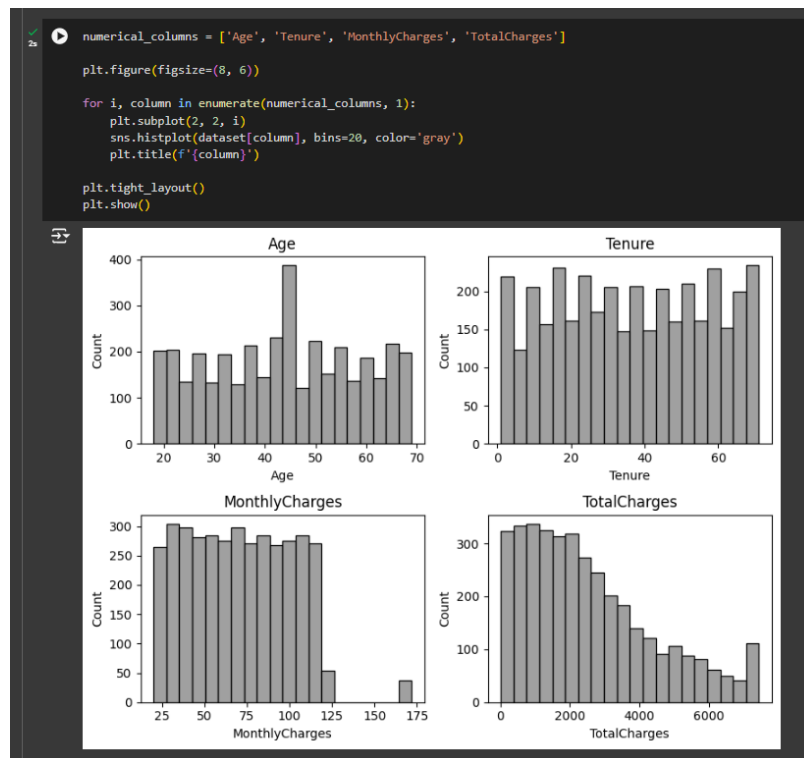 numerical_columns = ['Age', 'Tenure', 'MonthlyCharges', 'TotalCharges']
2s
plt.figure(figsize=(8, 6))
for i, column in enumerate(numerical_columns, 1):
    plt.subplot(2, 2, i)
    sns.histplot(dataset[column], bins=20, color='gray')
    plt.title(f'{column}')
plt.tight_layout()
plt.show()
Age
400
300
200
100
0
Count
20 30 40 50 60 70
Age
Tenure
200
150
100
50
0
Count
0 20 40 60
Tenure
MonthlyCharges
300
250
200
150
100
50
0
Count
25 50 75 100 125 150 175
MonthlyCharges
TotalCharges
300
200
100
0
Count
0 2000 4000 6000
TotalCharges